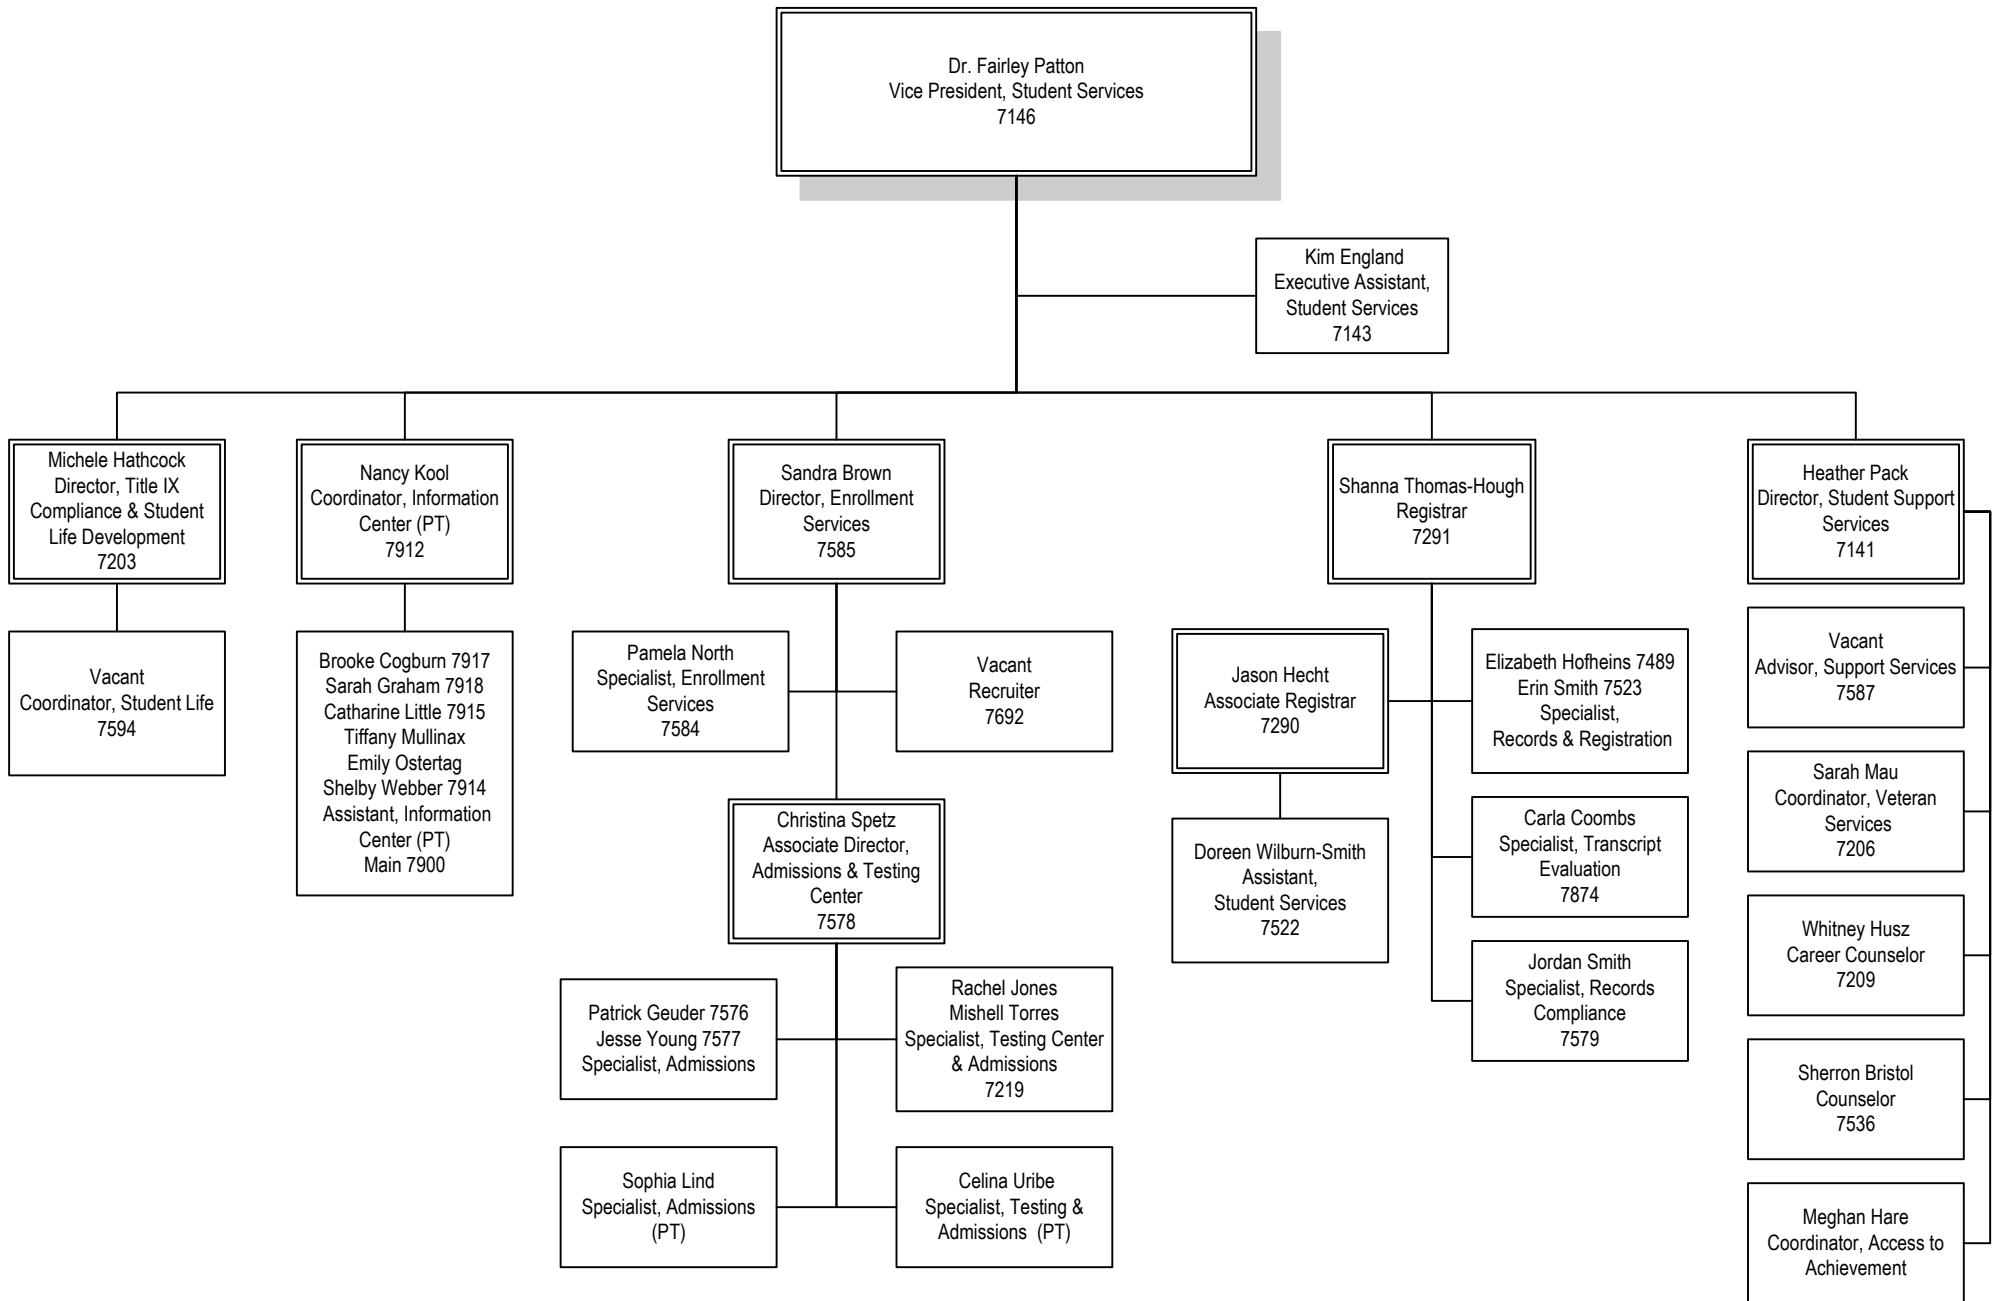 Dr. Fairley Patton
Vice President, Student Services
7146
Kim England
Executive Assistant,
Student Services
7143
Michele Hathcock
Director, Title IX
Compliance & Student
Life Development
7203
Nancy Kool
Coordinator, Information
Center (PT)
7912
Sandra Brown
Director, Enrollment
Services
7585
Shanna Thomas-Hough
Registrar
7291
Heather Pack
Director, Student Support
Services
7141
Vacant
Coordinator, Student Life
7594
Brooke Cogburn 7917
Sarah Graham 7918
Catharine Little 7915
Tiffany Mullinax
Emily Ostertag
Shelby Webber 7914
Assistant, Information
Center (PT)
Main 7900
Pamela North
Specialist, Enrollment
Services
7584
Vacant
Recruiter
7692
Christina Spetz
Associate Director,
Admissions & Testing
Center
7578
Patrick Geuder 7576
Jesse Young 7577
Specialist, Admissions
Rachel Jones
Mishell Torres
Specialist, Testing Center
& Admissions
7219
Sophia Lind
Specialist, Admissions
(PT)
Celina Uribe
Specialist, Testing &
Admissions  (PT)
Jason Hecht
Associate Registrar
7290
Doreen Wilburn-Smith
Assistant,
Student Services
7522
Elizabeth Hofheins 7489
Erin Smith 7523
Specialist,
Records & Registration
Carla Coombs
Specialist, Transcript
Evaluation
7874
Jordan Smith
Specialist, Records
Compliance
7579
Vacant
Advisor, Support Services
7587
Sarah Mau
Coordinator, Veteran
Services
7206
Whitney Husz
Career Counselor
7209
Sherron Bristol
Counselor
7536
Meghan Hare
Coordinator, Access to
Achievement